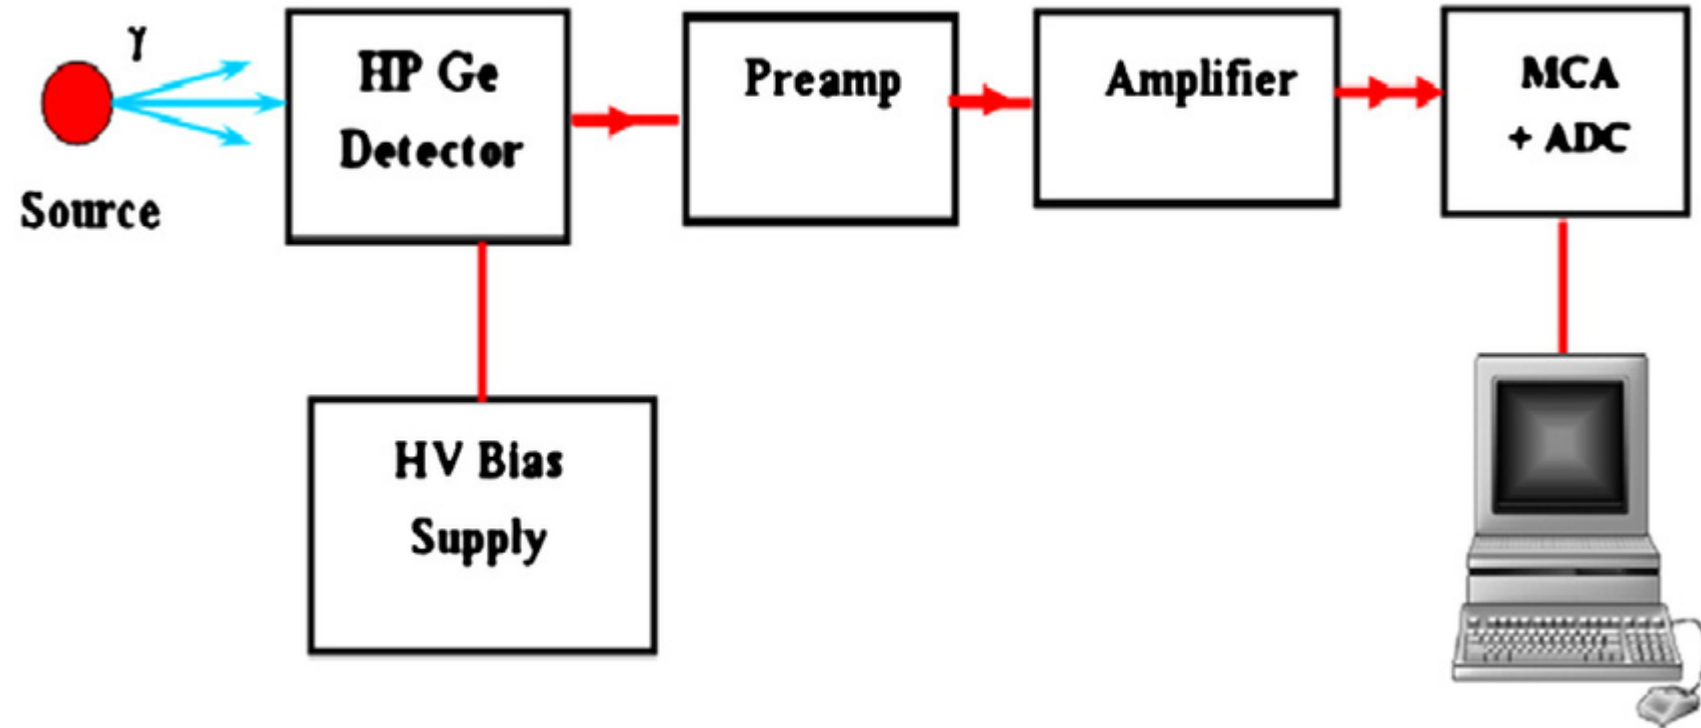 γ
Source
HP Ge
Detector
Preamp
Amplifier
MCA
+ ADC
HV Bias
Supply